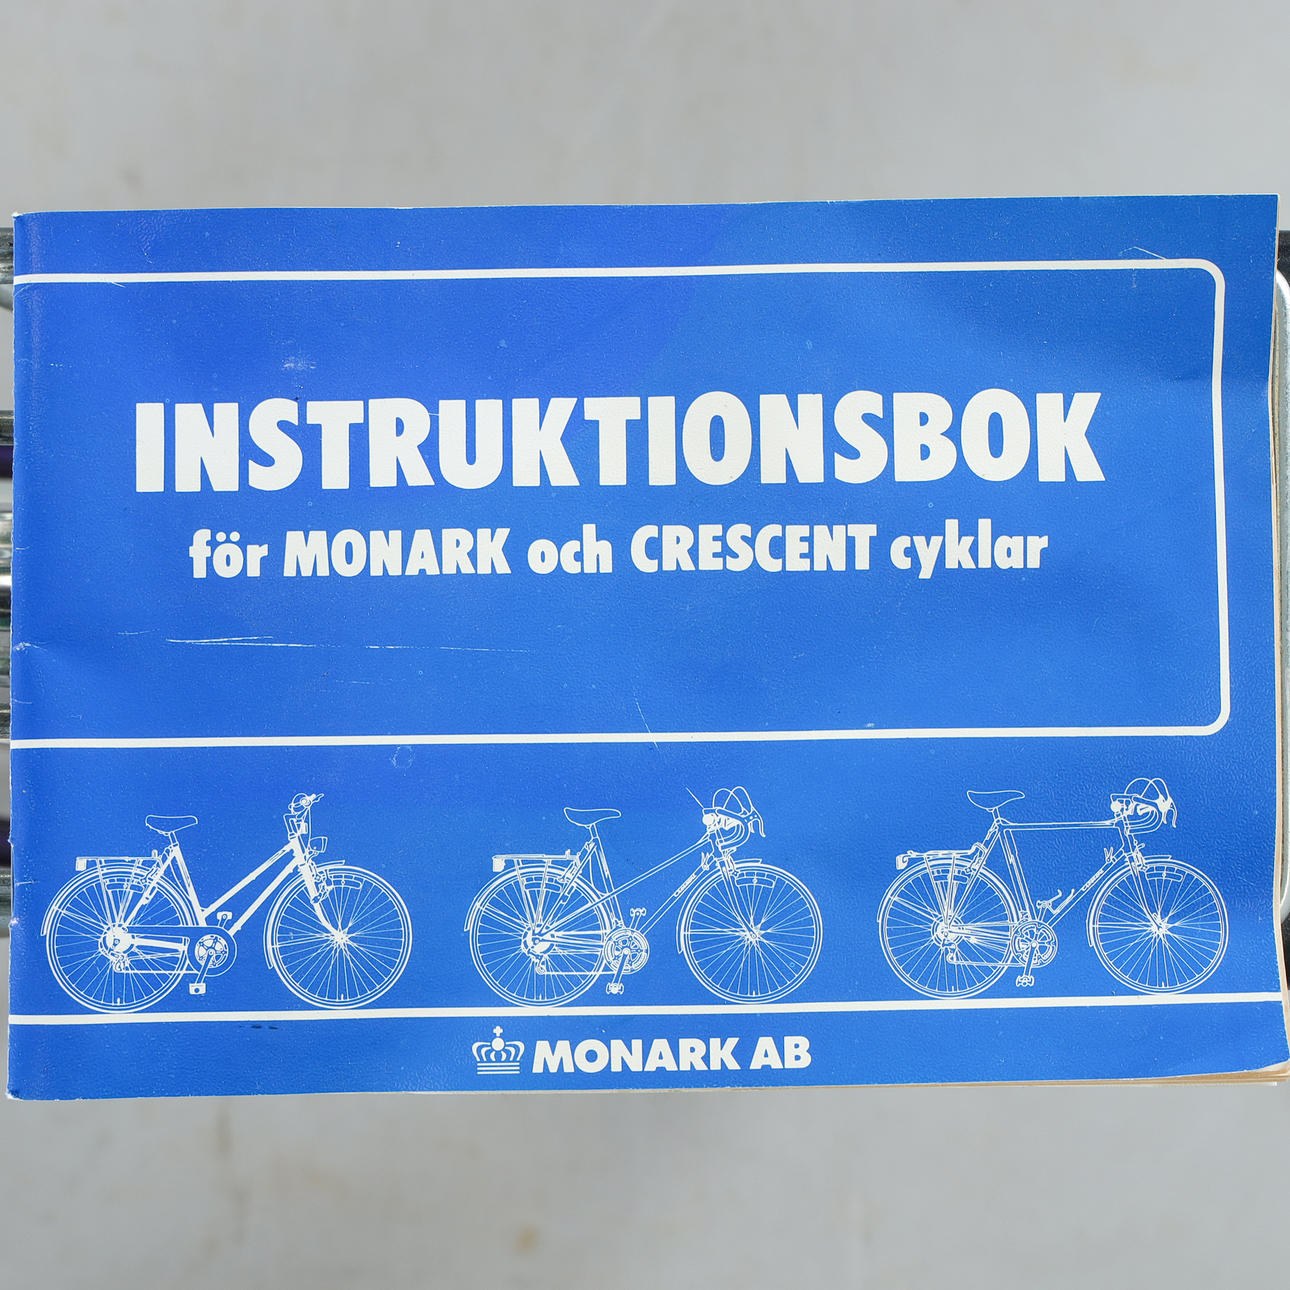 INSTRUKTIONSBOK
för MONARK och CRESCENT cyklar
MONARK AB